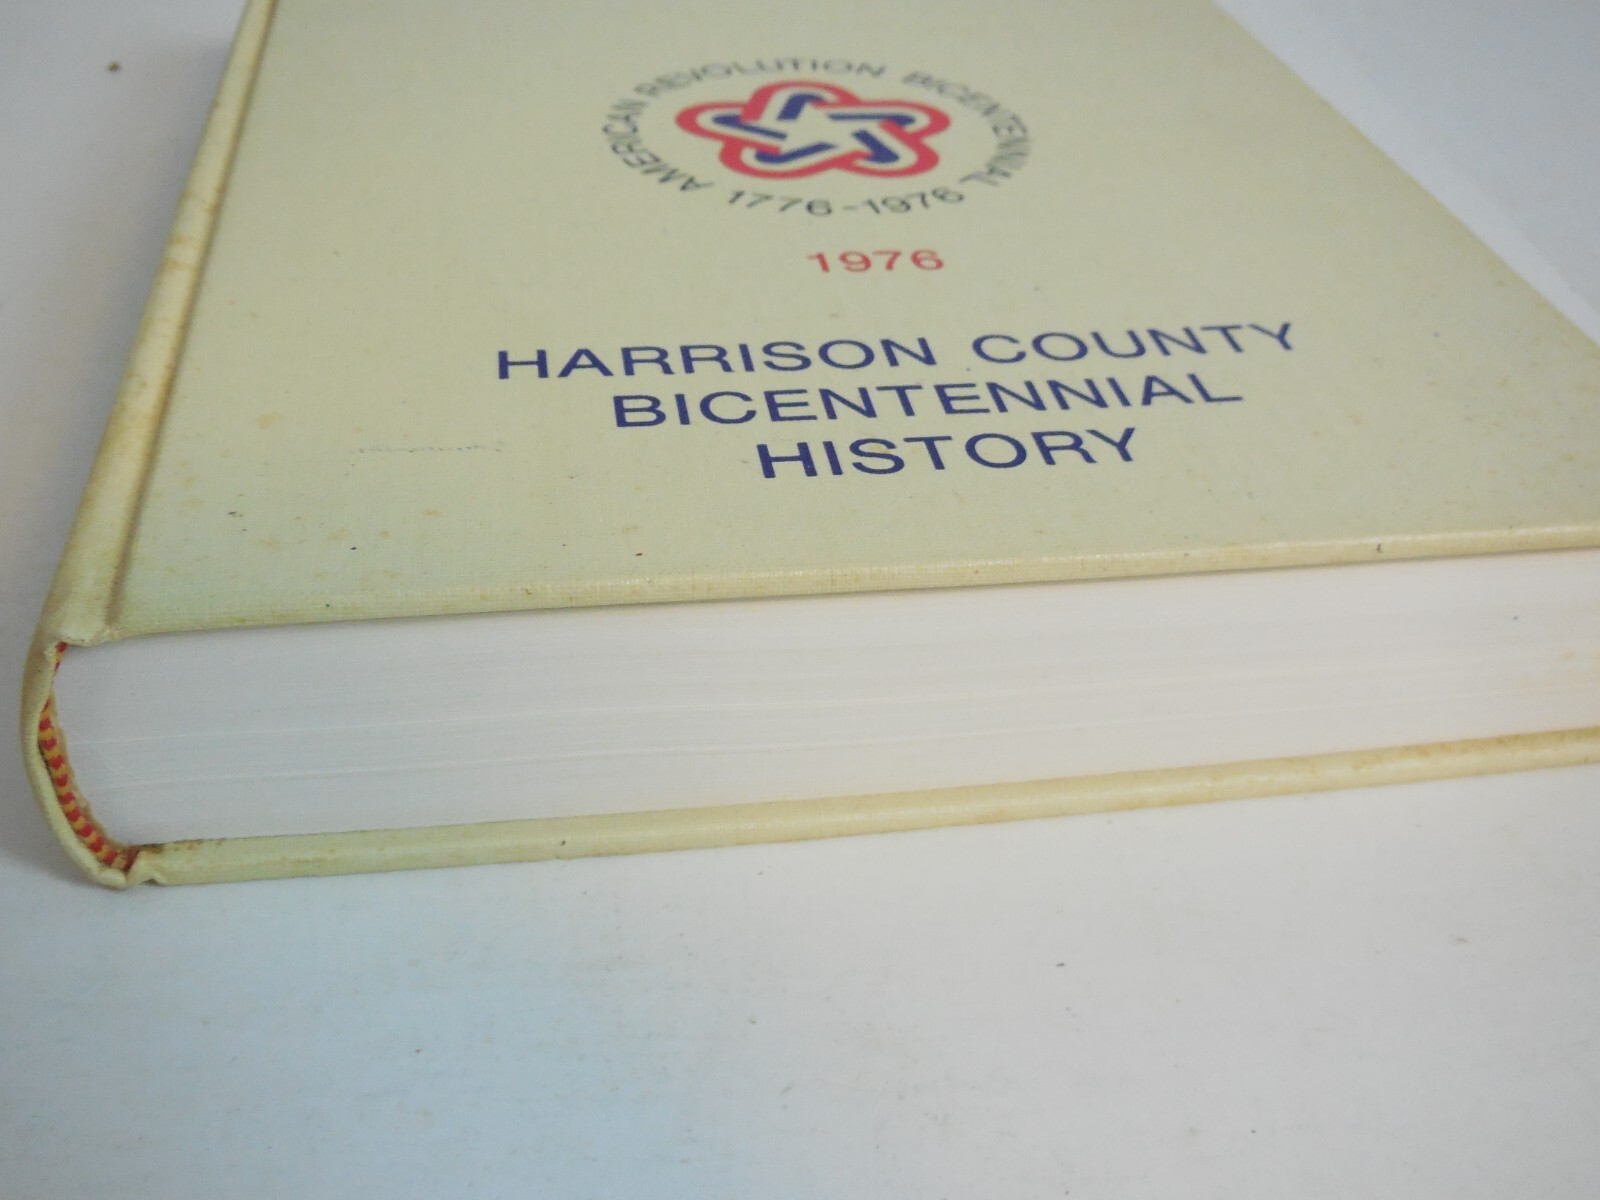 AMERICAN REVOLUTION BICENTENNIAL
1776-1976
1976
HARRISON COUNTY
BICENTENNIAL
HISTORY